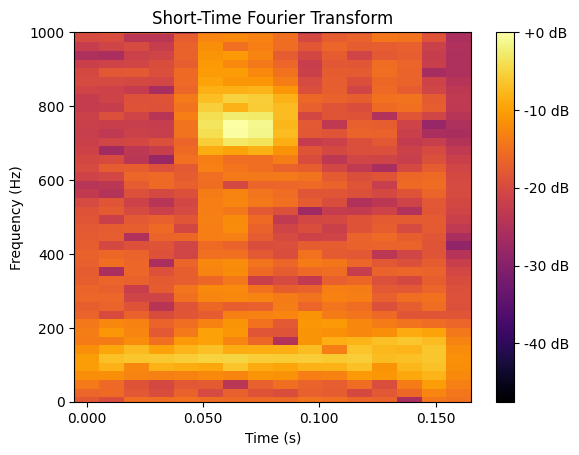 Short-Time Fourier Transform
Frequency (Hz)
1000
800
600
400
200
0
0.000 0.050 0.100 0.150
Time (s)
+0 dB
-10 dB
-20 dB
-30 dB
-40 dB